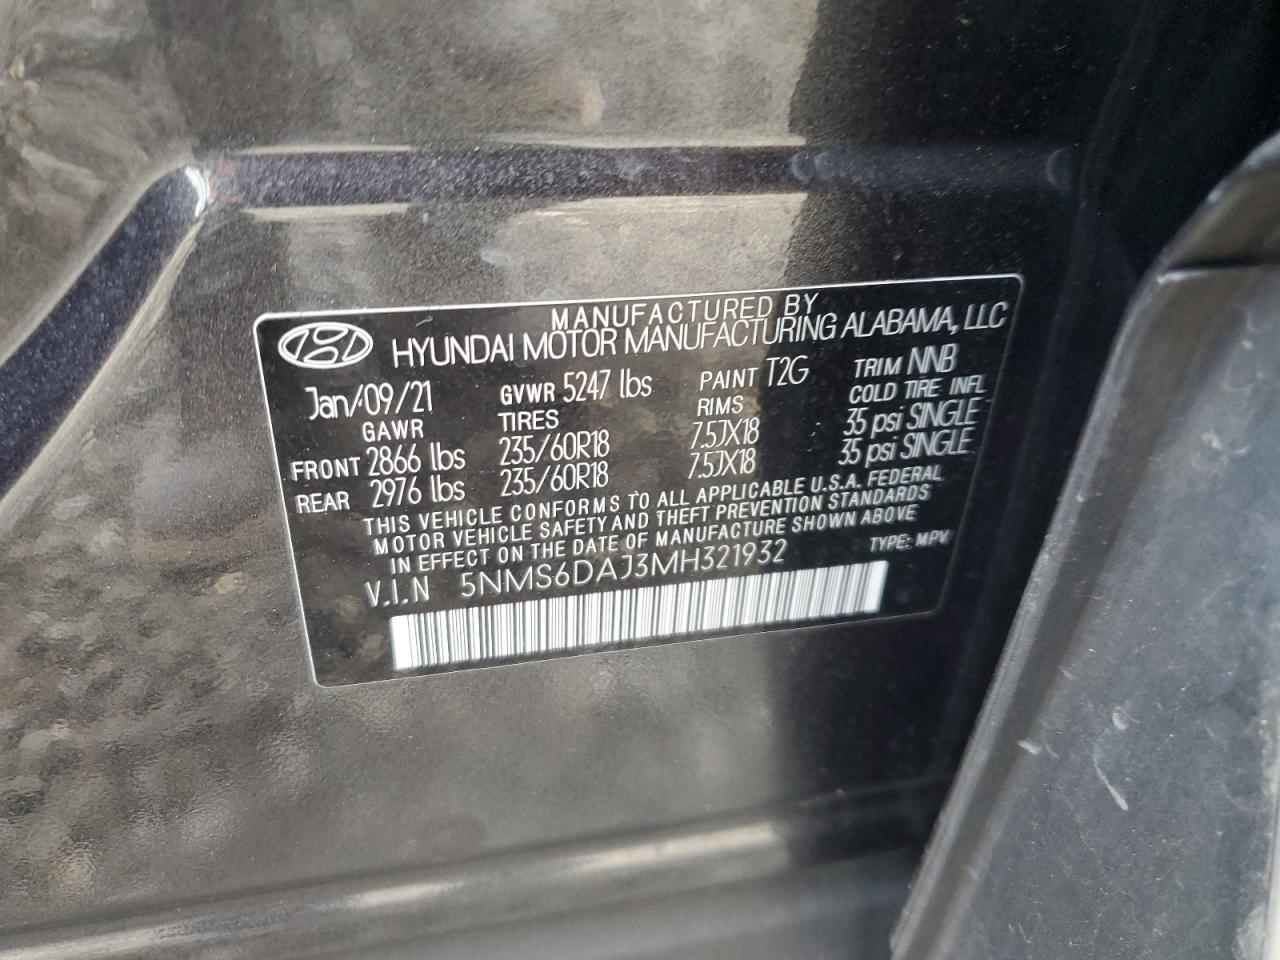 MANUFACTURED BY
HYUNDAI MOTOR MANUFACTURING ALABAMA, LLC
Jan/09/21 GVWR 5247 lbs PAINT T2G TRIM NNB
GAWR TIRES RIMS COLD TIRE INFL
FRONT 2866 lbs 235/60R18 7.5JX18 35 psi SINGLE
REAR 2976 lbs 235/60R18 7.5JX18 35 psi SINGLE
THIS VEHICLE CONFORMS TO ALL APPLICABLE U.S.A. FEDERAL
MOTOR VEHICLE SAFETY AND THEFT PREVENTION STANDARDS
IN EFFECT ON THE DATE OF MANUFACTURE SHOWN ABOVE
V.I.N 5NMS6DAJ3MH321932 TYPE: MPV